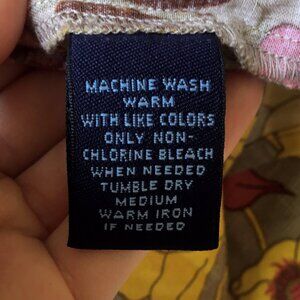 MACHINE WASH
WARM
WITH LIKE COLORS
ONLY NON-
CHLORINE BLEACH
WHEN NEEDED
TUMBLE DRY
MEDIUM
WARM IRON
IF NEEDED